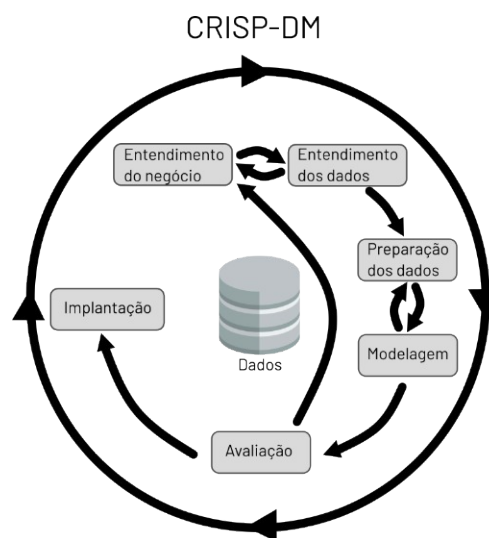 CRISP-DM
Entendimento
do negócio
Entendimento
dos dados
Preparação
dos dados
Modelagem
Avaliação
Implantação
Dados